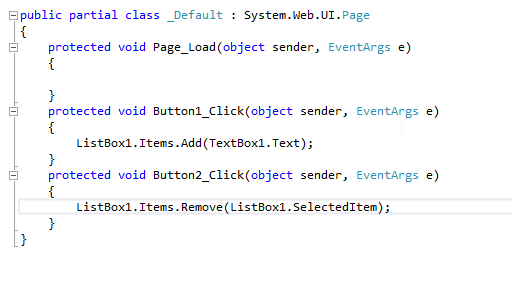 public partial class _Default : System.Web.UI.Page
{
    protected void Page_Load(object sender, EventArgs e)
    {

    }
    protected void Button1_Click(object sender, EventArgs e)
    {
        ListBox1.Items.Add(TextBox1.Text);
    }
    protected void Button2_Click(object sender, EventArgs e)
    {
        ListBox1.Items.Remove(ListBox1.SelectedItem);
    }
}